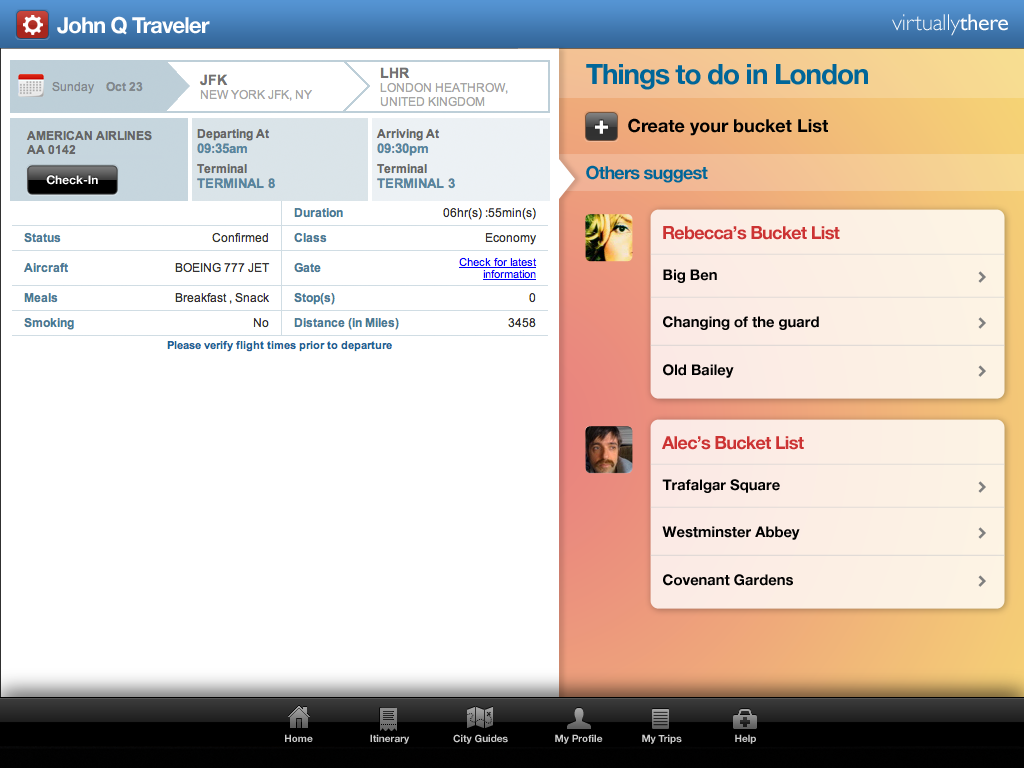 John Q Traveler
virtuallythere
Sunday Oct 23
JFK
NEW YORK JFK, NY
LHR
LONDON HEATHROW,
UNITED KINGDOM
AMERICAN AIRLINES
AA 0142
Check-In
Departing At
09:35am
Terminal
TERMINAL 8
Arriving At
09:30pm
Terminal
TERMINAL 3
Duration 06hr(s) :55min(s)
Status Confirmed Class Economy
Aircraft BOEING 777 JET Gate Check for latest
information
Meals Breakfast , Snack Stop(s) 0
Smoking No Distance (in Miles) 3458
Please verify flight times prior to departure
Things to do in London
Create your bucket List
Others suggest
Rebecca's Bucket List
Big Ben
Changing of the guard
Old Bailey
Alec's Bucket List
Trafalgar Square
Westminster Abbey
Covenant Gardens
Home Itinerary City Guides My Profile My Trips Help